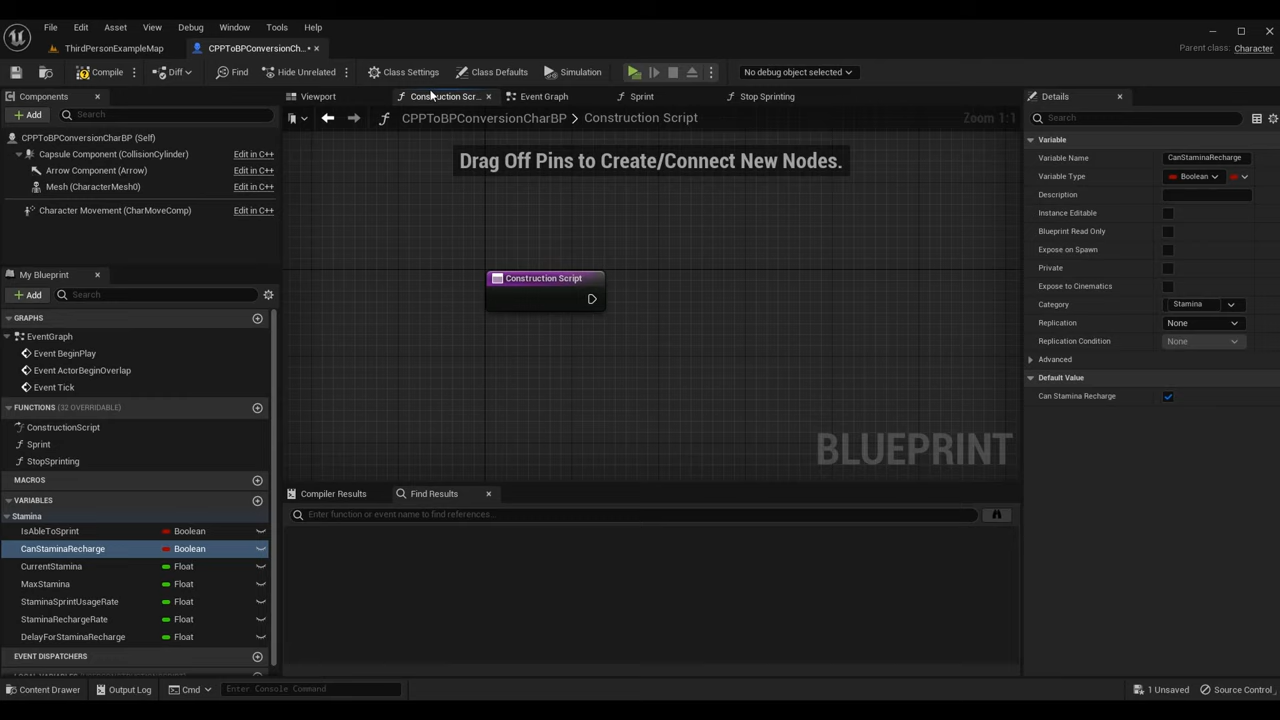 File Edit Asset View Debug Window Tools Help
ThirdPersonExampleMap
CPPToBPConversionCh...
Parent class: Character
Compile
Diff
Find
Hide Unrelated
Class Settings
Class Defaults
Simulation
No debug object selected
Components
Viewport
Construction Scr...
Event Graph
Sprint
Stop Sprinting
Details
Add
Search
CPPToBPConversionCharBP > Construction Script
Zoom 1:1
Search
CPPToBPConversionCharBP (Self)
Capsule Component (CollisionCylinder) Edit in C++
Arrow Component (Arrow) Edit in C++
Mesh (CharacterMesh0) Edit in C++
Character Movement (CharMoveComp) Edit in C++
Drag Off Pins to Create/Connect New Nodes.
Construction Script
BLUEPRINT
Variable
Variable Name CanStaminaRecharge
Variable Type Boolean
Description
Instance Editable
Blueprint Read Only
Expose on Spawn
Private
Expose to Cinematics
Category Stamina
Replication None
Replication Condition None
Advanced
Default Value
Can Stamina Recharge
My Blueprint
Add
Search
GRAPHS
EventGraph
Event BeginPlay
Event ActorBeginOverlap
Event Tick
FUNCTIONS (32 OVERRIDABLE)
ConstructionScript
Sprint
StopSprinting
MACROS
VARIABLES
Stamina
IsAbleToSprint Boolean
CanStaminaRecharge Boolean
CurrentStamina Float
MaxStamina Float
StaminaSprintUsageRate Float
StaminaRechargeRate Float
DelayForStaminaRecharge Float
EVENT DISPATCHERS
Compiler Results
Find Results
Enter function or event name to find references...
Content Drawer
Output Log
Cmd
Enter Console Command
1 Unsaved
Source Control